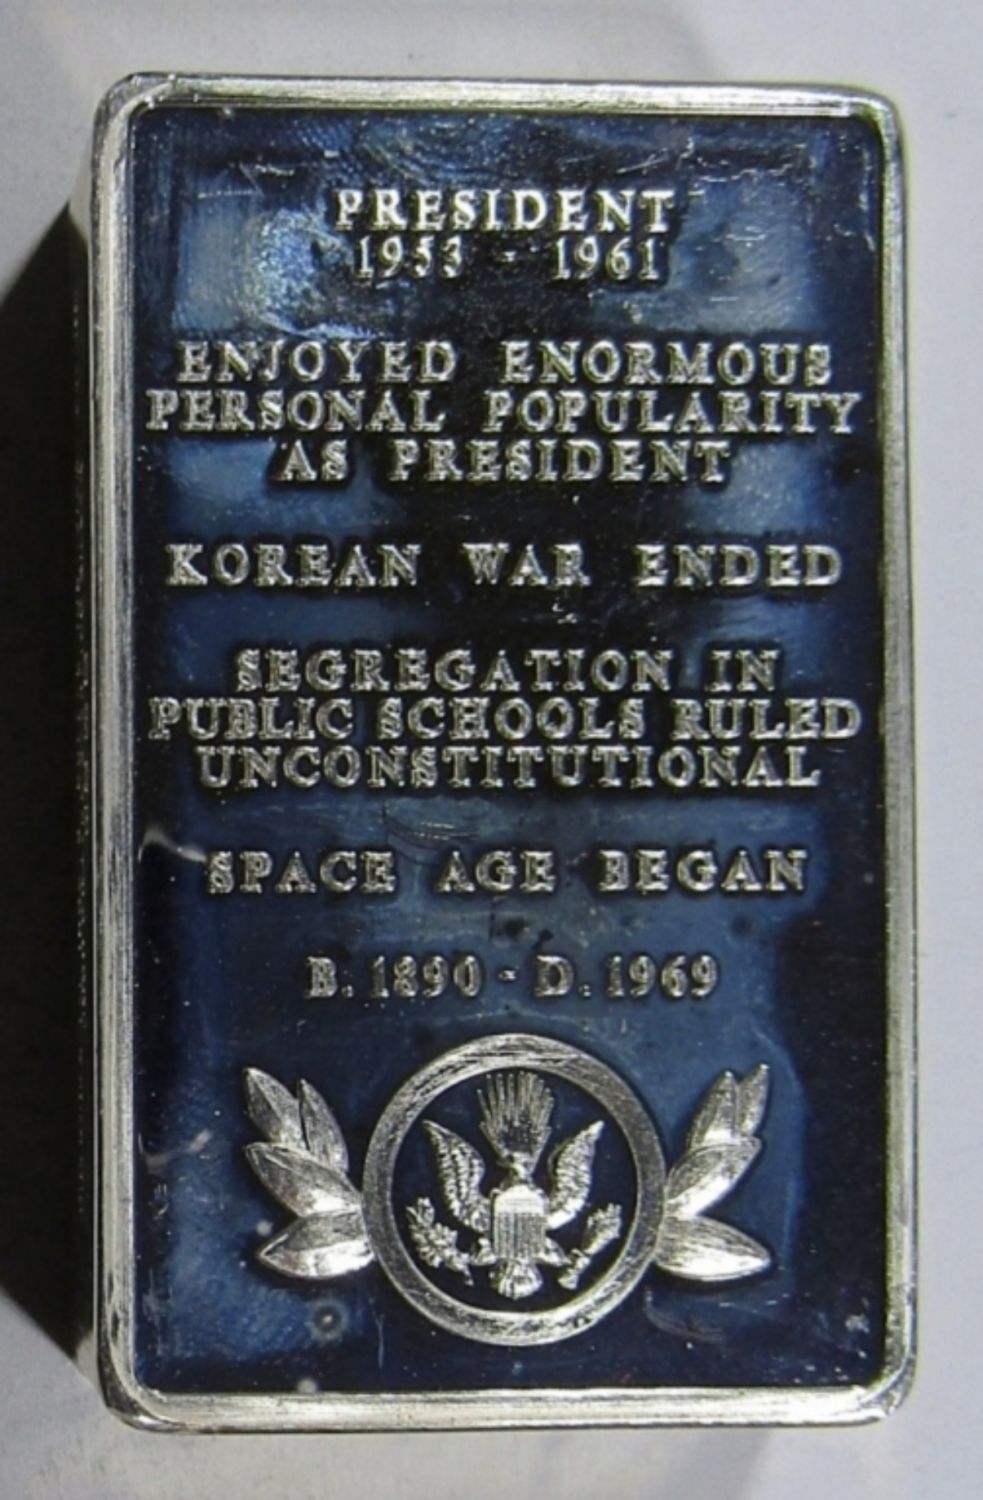 PRESIDENT
1953 - 1961
ENJOYED ENORMOUS
PERSONAL POPULARITY
AS PRESIDENT
KOREAN WAR ENDED
SEGREGATION IN
PUBLIC SCHOOLS RULED
UNCONSTITUTIONAL
SPACE AGE BEGAN
B. 1890 - D. 1969